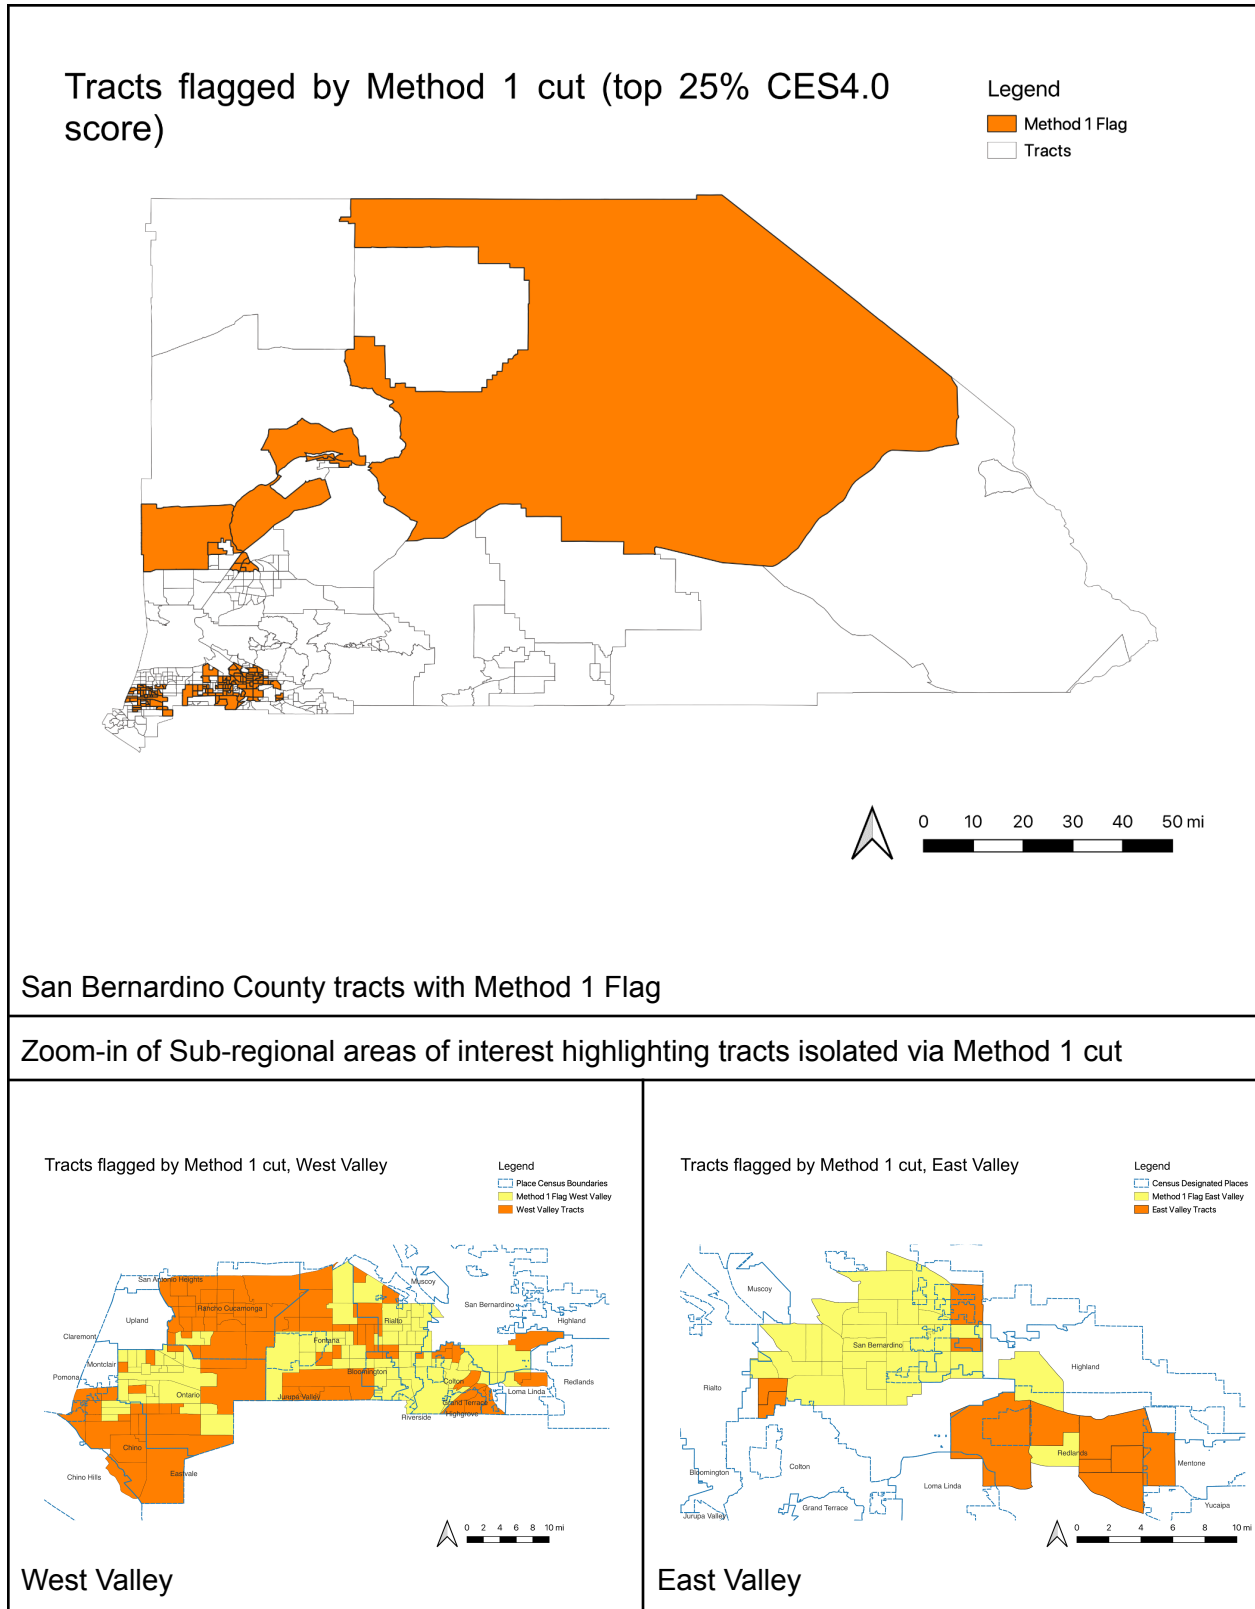 Tracts flagged by Method 1 cut (top 25% CES4.0
score)
Legend
Method 1 Flag
Tracts
0 10 20 30 40 50 mi
San Bernardino County tracts with Method 1 Flag
Zoom-in of Sub-regional areas of interest highlighting tracts isolated via Method 1 cut
Tracts flagged by Method 1 cut, West Valley
Legend
Place Census Boundaries
Method 1 Flag West Valley
West Valley Tracts
San Antonio Heights
Muscoy
Rancho Cucamonga
San Bernardino
Upland
Rialto
Highland
Claremont
Fontana
Montclair
Bloomington
Pomona
Colton
Redlands
Ontario
Jurupa Valley
Loma Linda
Grand Terrace
Highgrove
Riverside
Chino
Chino Hills
Eastvale
0 2 4 6 8 10 mi
West Valley
Tracts flagged by Method 1 cut, East Valley
Legend
Census Designated Places
Method 1 Flag East Valley
East Valley Tracts
Muscoy
San Bernardino
Highland
Rialto
Redlands
Mentone
Bloomington
Colton
Loma Linda
Grand Terrace
Yucaipa
Jurupa Valley
0 2 4 6 8 10 mi
East Valley